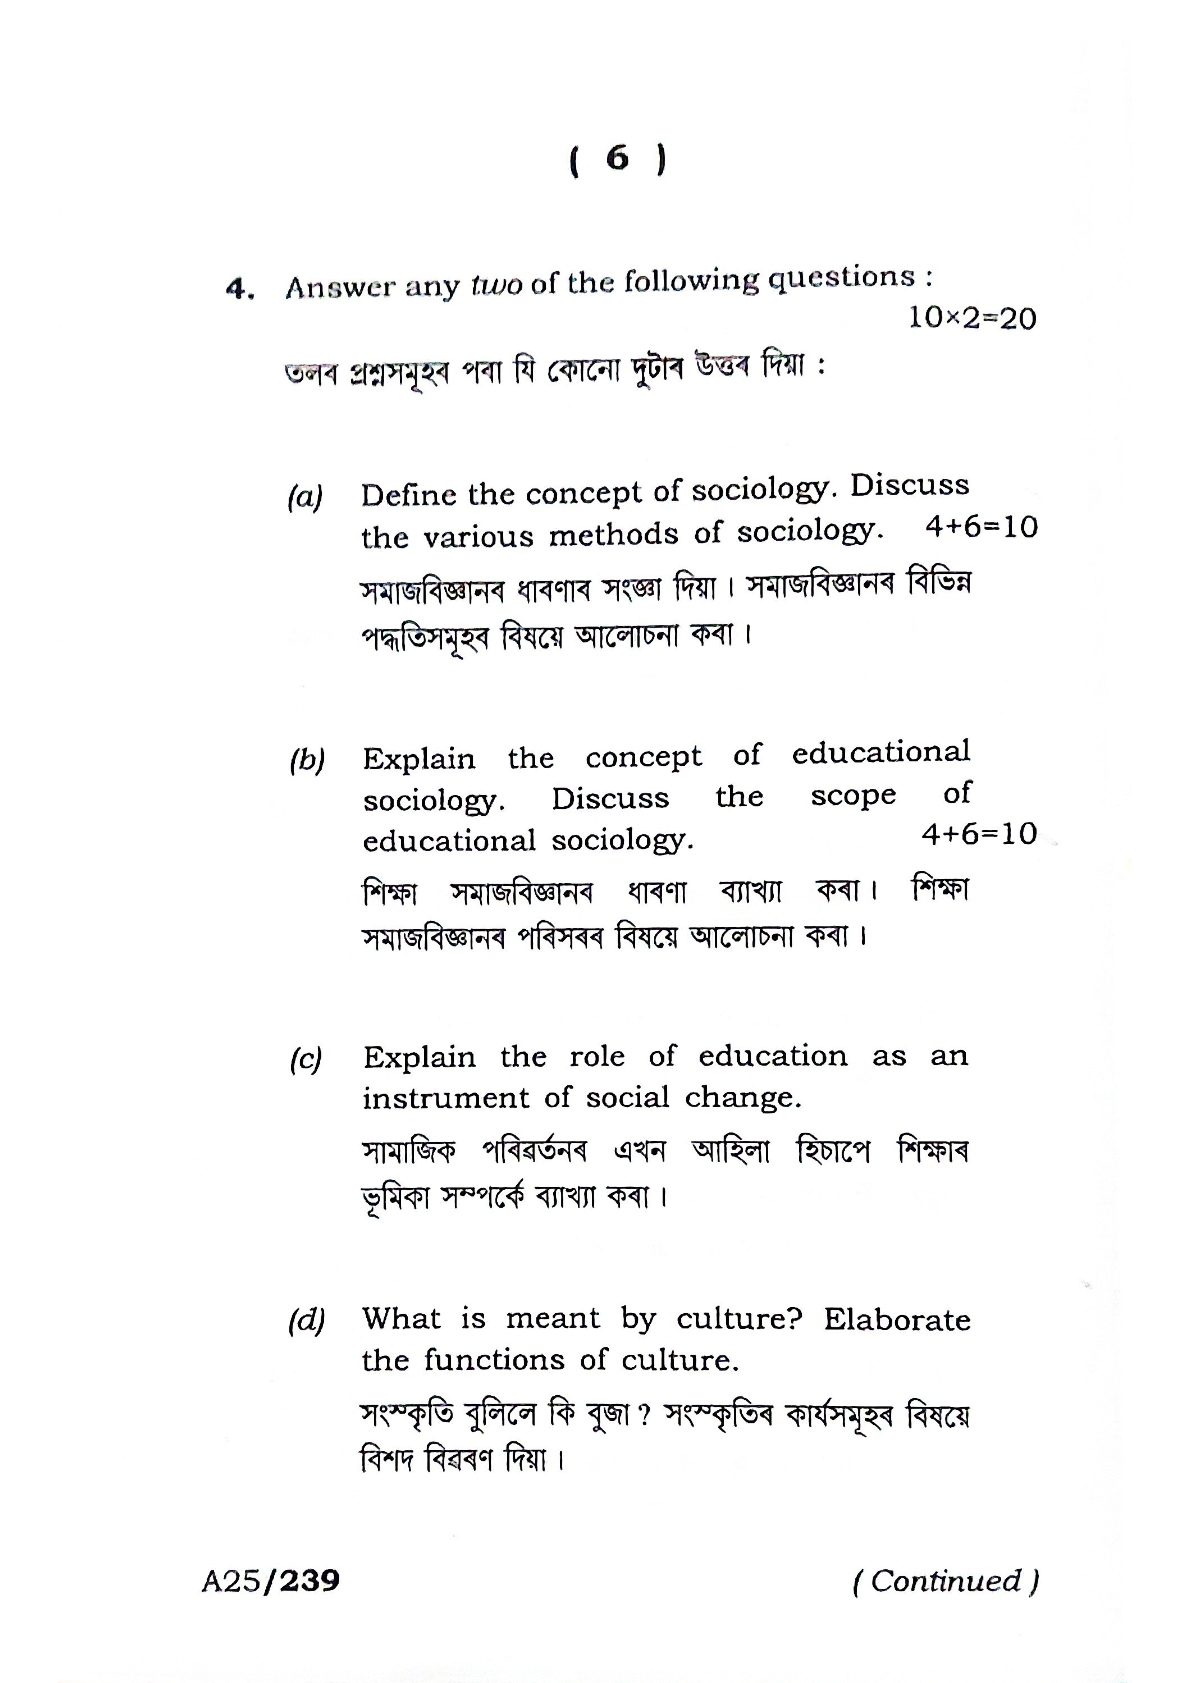 ( 6 )
4. Answer any two of the following questions :
10×2=20
তলৰ প্ৰশ্নসমূহৰ পৰা যি কোনো দুটাৰ উত্তৰ দিয়া :
(a) Define the concept of sociology. Discuss
the various methods of sociology. 4+6=10
সমাজবিজ্ঞানৰ ধাৰণাৰ সংজ্ঞা দিয়া । সমাজবিজ্ঞানৰ বিভিন্ন
পদ্ধতিসমূহৰ বিষয়ে আলোচনা কৰা ।
(b) Explain the concept of educational
sociology. Discuss the scope of
educational sociology. 4+6=10
শিক্ষা সমাজবিজ্ঞানৰ ধাৰণা ব্যাখ্যা কৰা । শিক্ষা
সমাজবিজ্ঞানৰ পৰিসৰৰ বিষয়ে আলোচনা কৰা ।
(c) Explain the role of education as an
instrument of social change.
সামাজিক পৰিৱৰ্তনৰ এখন আহিলা হিচাপে শিক্ষাৰ
ভূমিকা সম্পৰ্কে ব্যাখ্যা কৰা ।
(d) What is meant by culture? Elaborate
the functions of culture.
সংস্কৃতি বুলিলে কি বুজা ? সংস্কৃতিৰ কাৰ্যসমূহৰ বিষয়ে
বিশদ বিৱৰণ দিয়া ।
A25/239 ( Continued )